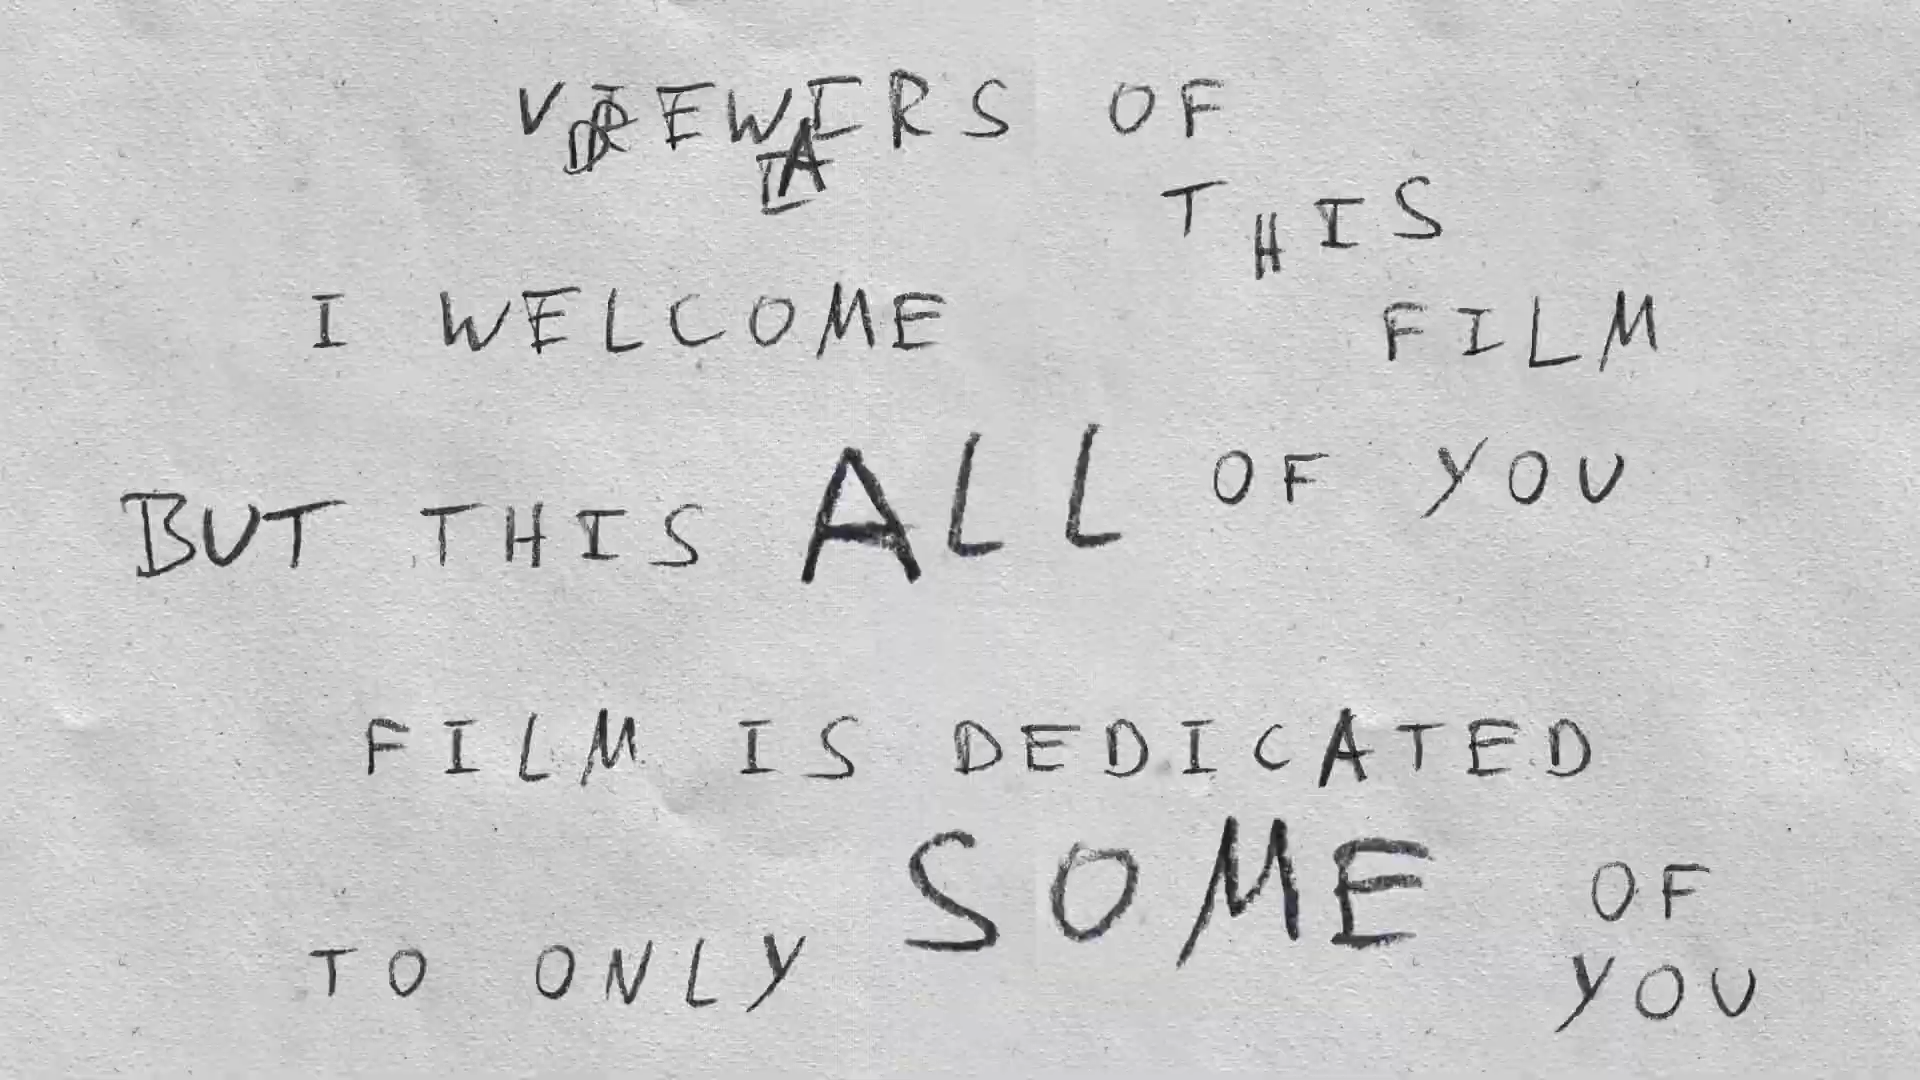 VIEWERS OF
THIS
I WELCOME FILM
BUT THIS ALL OF YOU
FILM IS DEDICATED
TO ONLY SOME OF
YOU